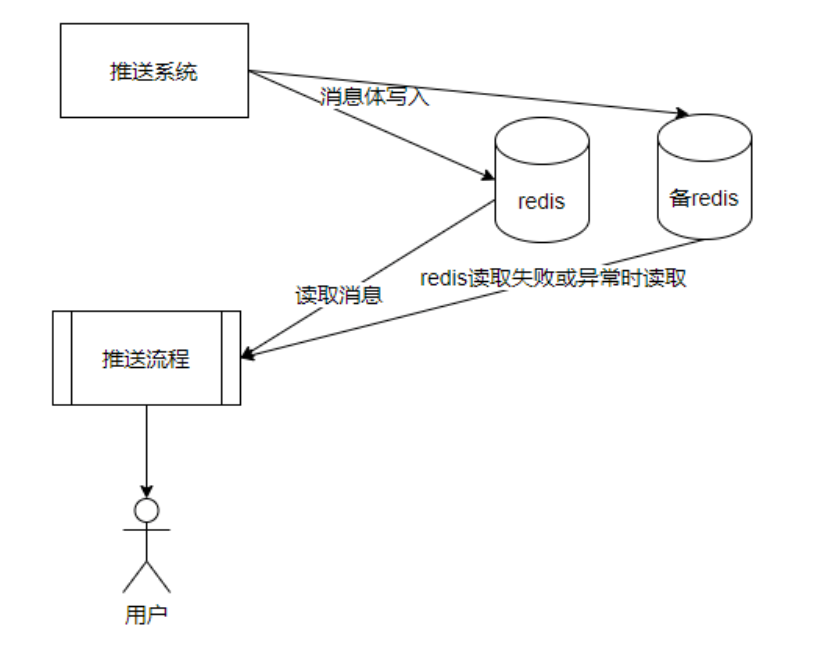 推送系统
消息体写入
redis
备redis
redis读取失败或异常时读取
读取消息
推送流程
用户